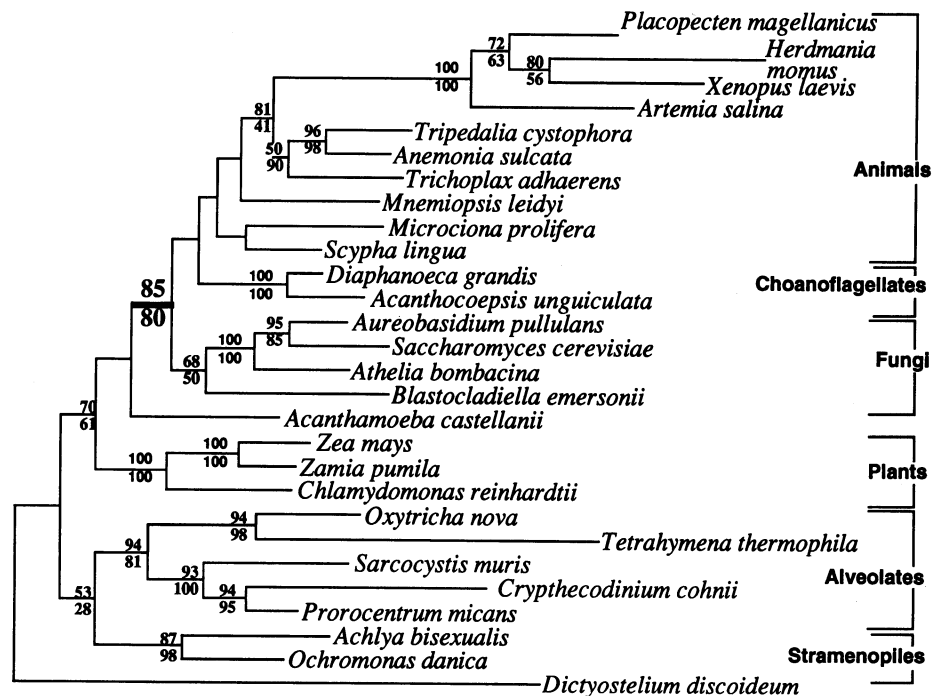 Placopecten magellanicus
72
63
Herdmania
momus
80
56
Xenopus laevis
100
100
Artemia salina
81
41
96
98
Tripedalia cystophora
50
90
Anemonia sulcata
Trichoplax adhaerens
Animals
Mnemiopsis leidyi
Microciona prolifera
Scypha lingua
Diaphanoeca grandis
100
100
Choanoflagellates
Acanthocoepsis unguiculata
85
80
95
85
Aureobasidium pullulans
100
100
Saccharomyces cerevisiae
Fungi
68
50
Athelia bombacina
Blastocladiella emersonii
70
61
Acanthamoeba castellanii
100
100
Zea mays
100
100
Zamia pumila
Plants
Chlamydomonas reinhardtii
94
98
Oxytricha nova
Tetrahymena thermophila
94
81
Sarcocystis muris
93
100
Alveolates
94
95
Crypthecodinium cohnii
53
28
Prorocentrum micans
87
98
Achlya bisexualis
Stramenopiles
Ochromonas danica
Dictyostelium discoideum